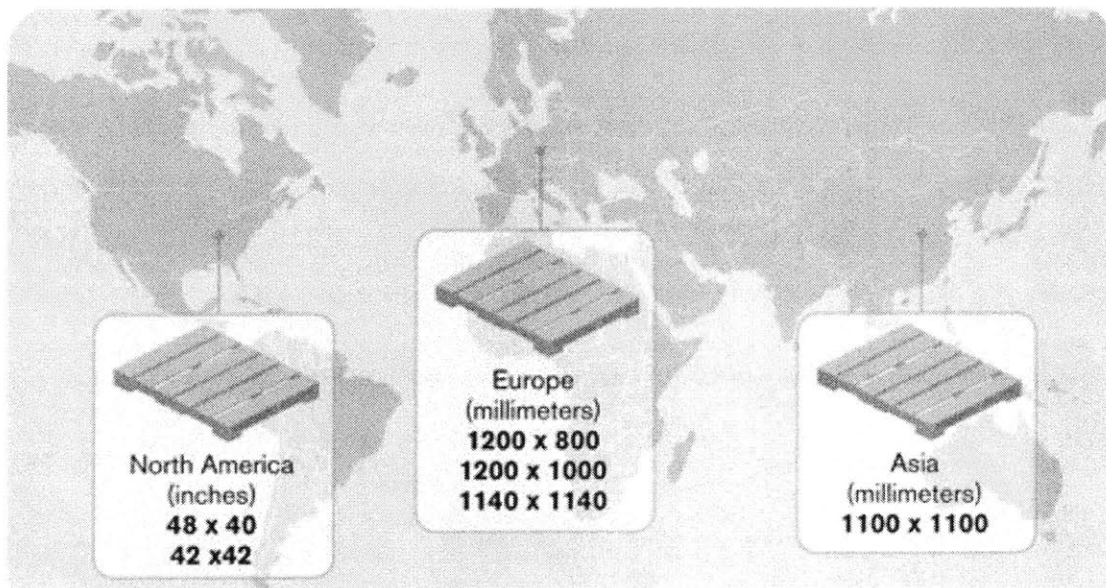 North America
(inches)
48 x 40
42 x42
Europe
(millimeters)
1200 x 800
1200 x 1000
1140 x 1140
Asia
(millimeters)
1100 x 1100